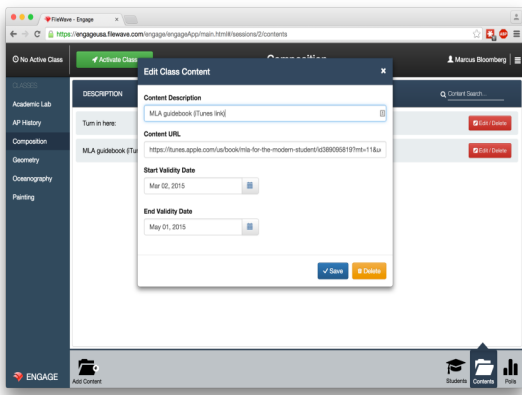 FileWave - Engage
https://engageusa.filewave.com/engage/engageApp/main.html#/sessions/2/contents
No Active Class
Activate Class
Composition
Marcus Bloomberg
CLASSES
Academic Lab
AP History
Composition
Geometry
Oceanography
Painting
DESCRIPTION
Content Search...
Turn in here:
Edit / Delete
MLA guidebook (iTun
Edit / Delete
Edit Class Content
x
Content Description
MLA guidebook (iTunes link)
Content URL
https://itunes.apple.com/us/book/mla-for-the-modern-student/id389095819?mt=11&u
Start Validity Date
Mar 02, 2015
End Validity Date
May 01, 2015
Save
Delete
ENGAGE
Add Content
Students
Contents
Polls